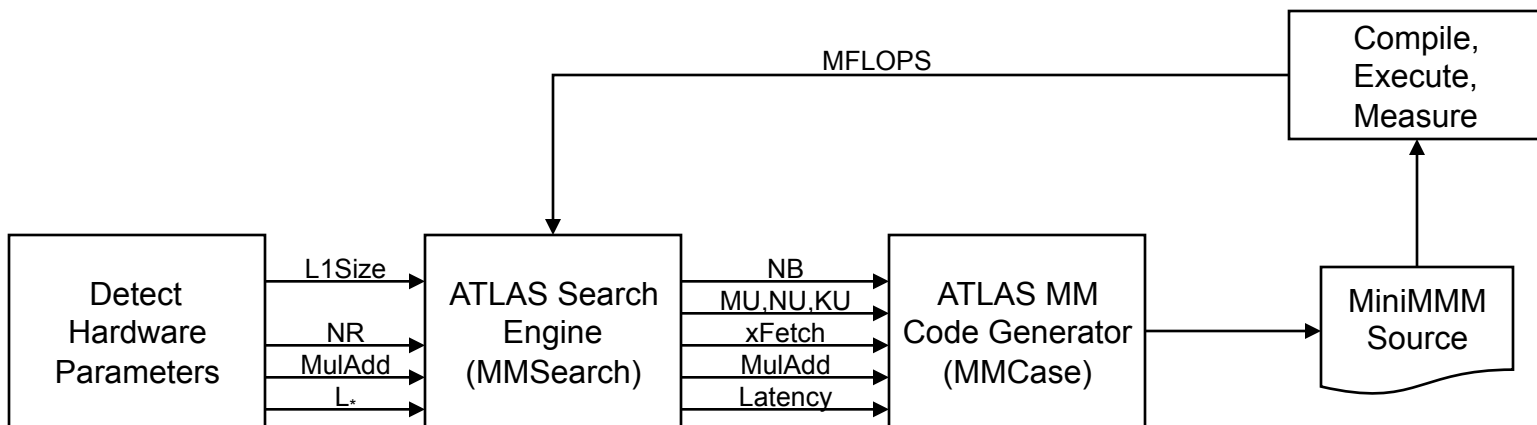 MFLOPS
Compile,
Execute,
Measure
Detect
Hardware
Parameters
L1Size
NR
MulAdd
L*
ATLAS Search
Engine
(MMSearch)
NB
MU,NU,KU
xFetch
MulAdd
Latency
ATLAS MM
Code Generator
(MMCase)
MiniMMM
Source